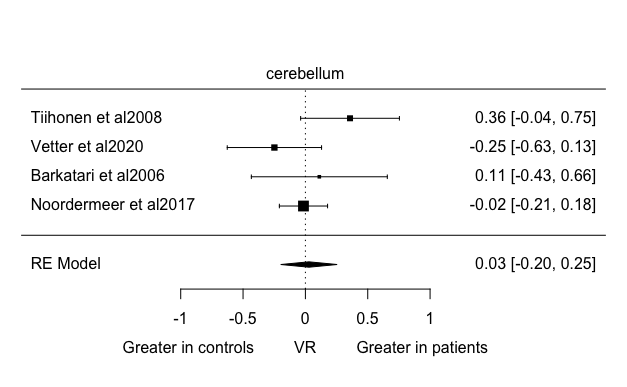 cerebellum
Tiihonen et al2008 0.36 [-0.04, 0.75]
Vetter et al2020 -0.25 [-0.63, 0.13]
Barkatari et al2006 0.11 [-0.43, 0.66]
Noordermeer et al2017 -0.02 [-0.21, 0.18]
RE Model 0.03 [-0.20, 0.25]
-1 -0.5 0 0.5 1
Greater in controls VR Greater in patients